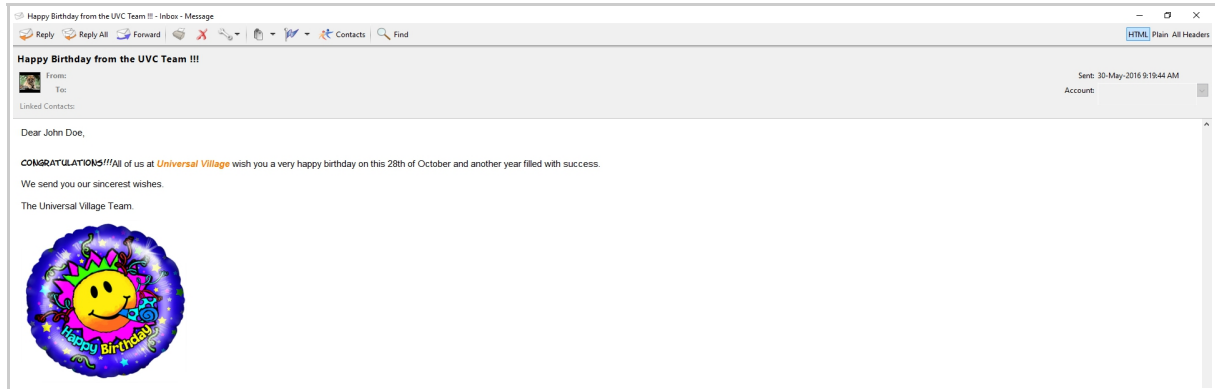 Happy Birthday from the UVC Team !!! - Inbox - Message
Reply Reply All Forward Contacts Find HTML Plain All Headers
Happy Birthday from the UVC Team !!!
From: Sent: 30-May-2016 9:19:44 AM
To: Account:
Linked Contacts:
Dear John Doe,
CONGRATULATIONS!!!All of us at Universal Village wish you a very happy birthday on this 28th of October and another year filled with success.
We send you our sincerest wishes.
The Universal Village Team.
Happy Birthday